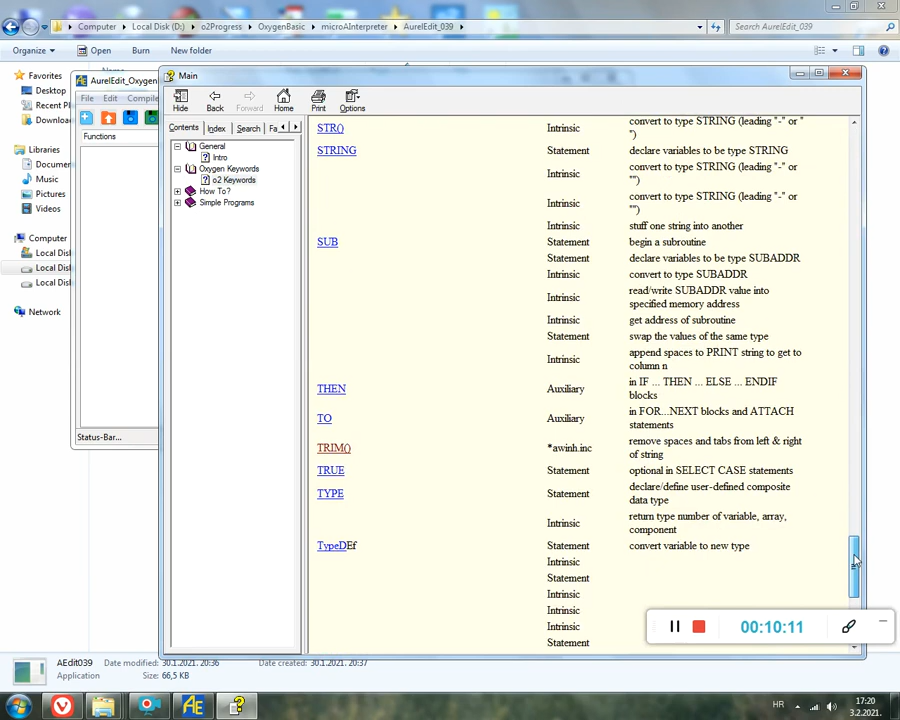 Computer ▸ Local Disk (D:) ▸ o2Progress ▸ OxygenBasic ▸ microAInterpreter ▸ AurelEdit_039 ▸
Search AurelEdit_039
Organize ▾ Open Burn New folder
Favorites
Desktop
Recent Pl
Downloa
Libraries
Documen
Music
Pictures
Videos
Computer
Local Disk
Local Disk
Local Disk
Network
AurelEdit_Oxygen
File Edit Compile
Functions
Status-Bar...
Main
Hide Back Forward Home Print Options
Contents Index Search Fa
General
Intro
Oxygen Keywords
o2 Keywords
How To?
Simple Programs
STR() Intrinsic convert to type STRING (leading "-" or "
")
STRING Statement declare variables to be type STRING
Intrinsic convert to type STRING (leading "-" or
"")
Intrinsic convert to type STRING (leading "-" or
"")
Intrinsic stuff one string into another
SUB Statement begin a subroutine
Statement declare variables to be type SUBADDR
Intrinsic convert to type SUBADDR
Intrinsic read/write SUBADDR value into
specified memory address
Intrinsic get address of subroutine
Statement swap the values of the same type
Intrinsic append spaces to PRINT string to get to
column n
THEN Auxiliary in IF ... THEN ... ELSE ... ENDIF
blocks
TO Auxiliary in FOR...NEXT blocks and ATTACH
statements
TRIM() *awinh.inc remove spaces and tabs from left & right
of string
TRUE Statement optional in SELECT CASE statements
TYPE Statement declare/define user-defined composite
data type
Intrinsic return type number of variable, array,
component
TypeDEf Statement convert variable to new type
Intrinsic
Statement
Intrinsic
Intrinsic
Intrinsic
Statement
00:10:11
AEdit039 Date modified: 30.1.2021. 20:36 Date created: 30.1.2021. 20:37
Application Size: 66,5 KB
HR
17:20
3.2.2021.